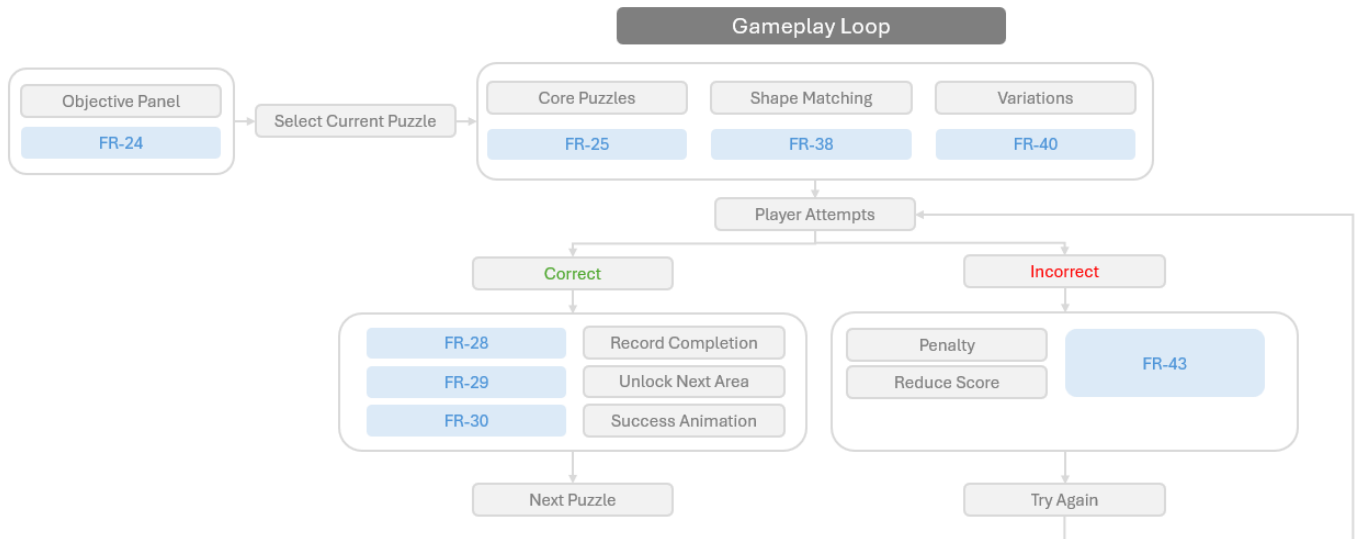 Gameplay Loop
Objective Panel
FR-24
Select Current Puzzle
Core Puzzles
Shape Matching
Variations
FR-25
FR-38
FR-40
Player Attempts
Correct
Incorrect
FR-28
Record Completion
FR-29
Unlock Next Area
FR-30
Success Animation
Penalty
Reduce Score
FR-43
Next Puzzle
Try Again